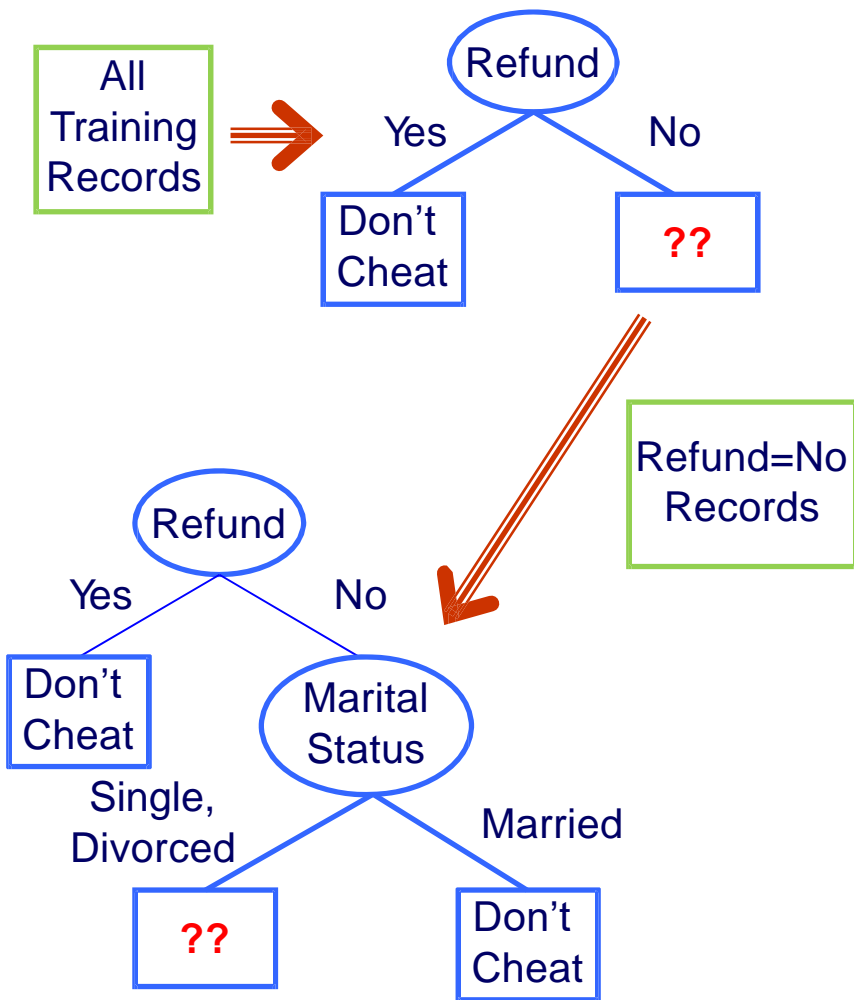 All
Training
Records
Refund
Yes
No
Don’t
Cheat
??
Refund=No
Records
Refund
Yes
No
Don’t
Cheat
Marital
Status
Single,
Divorced
Married
??
Don’t
Cheat